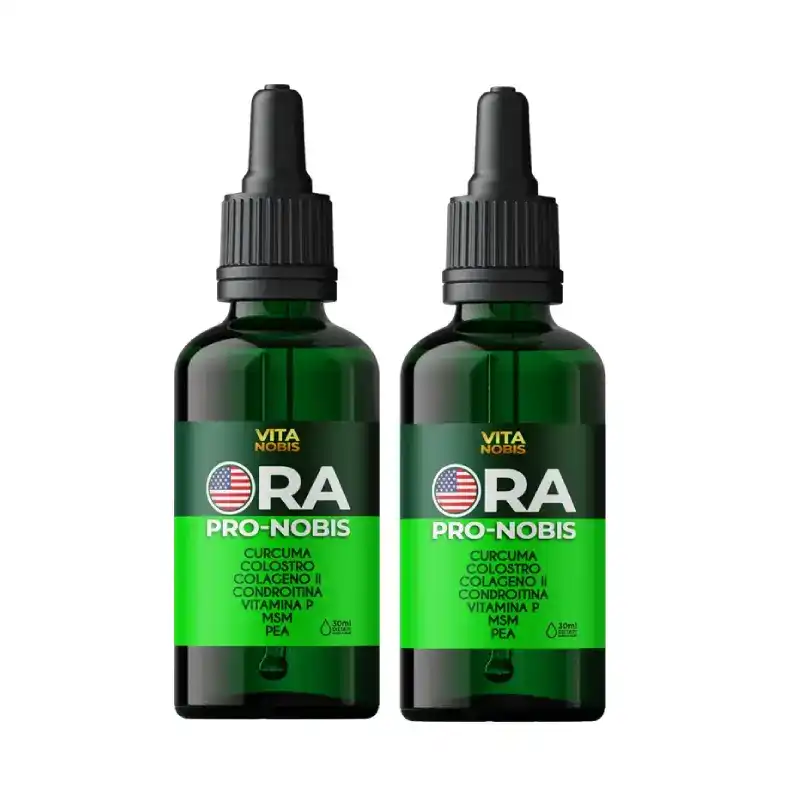 VITA
NOBIS
ORA
PRO-NOBIS
CURCUMA
COLOSTRO
COLAGENO II
CONDROITINA
VITAMINA P
MSM
PEA
30ml
VITA
NOBIS
ORA
PRO-NOBIS
CURCUMA
COLOSTRO
COLAGENO II
CONDROITINA
VITAMINA P
MSM
PEA
30ml